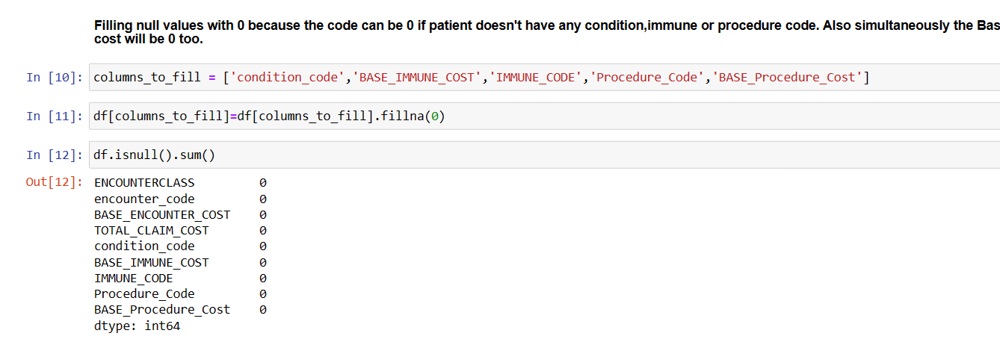 Filling null values with 0 because the code can be 0 if patient doesn't have any condition,immune or procedure code. Also simultaneously the Bas
cost will be 0 too.
In [10]: columns_to_fill = ['condition_code','BASE_IMMUNE_COST','IMMUNE_CODE','Procedure_Code','BASE_Procedure_Cost']
In [11]: df[columns_to_fill]=df[columns_to_fill].fillna(0)
In [12]: df.isnull().sum()
Out[12]: ENCOUNTERCLASS 0
encounter_code 0
BASE_ENCOUNTER_COST 0
TOTAL_CLAIM_COST 0
condition_code 0
BASE_IMMUNE_COST 0
IMMUNE_CODE 0
Procedure_Code 0
BASE_Procedure_Cost 0
dtype: int64